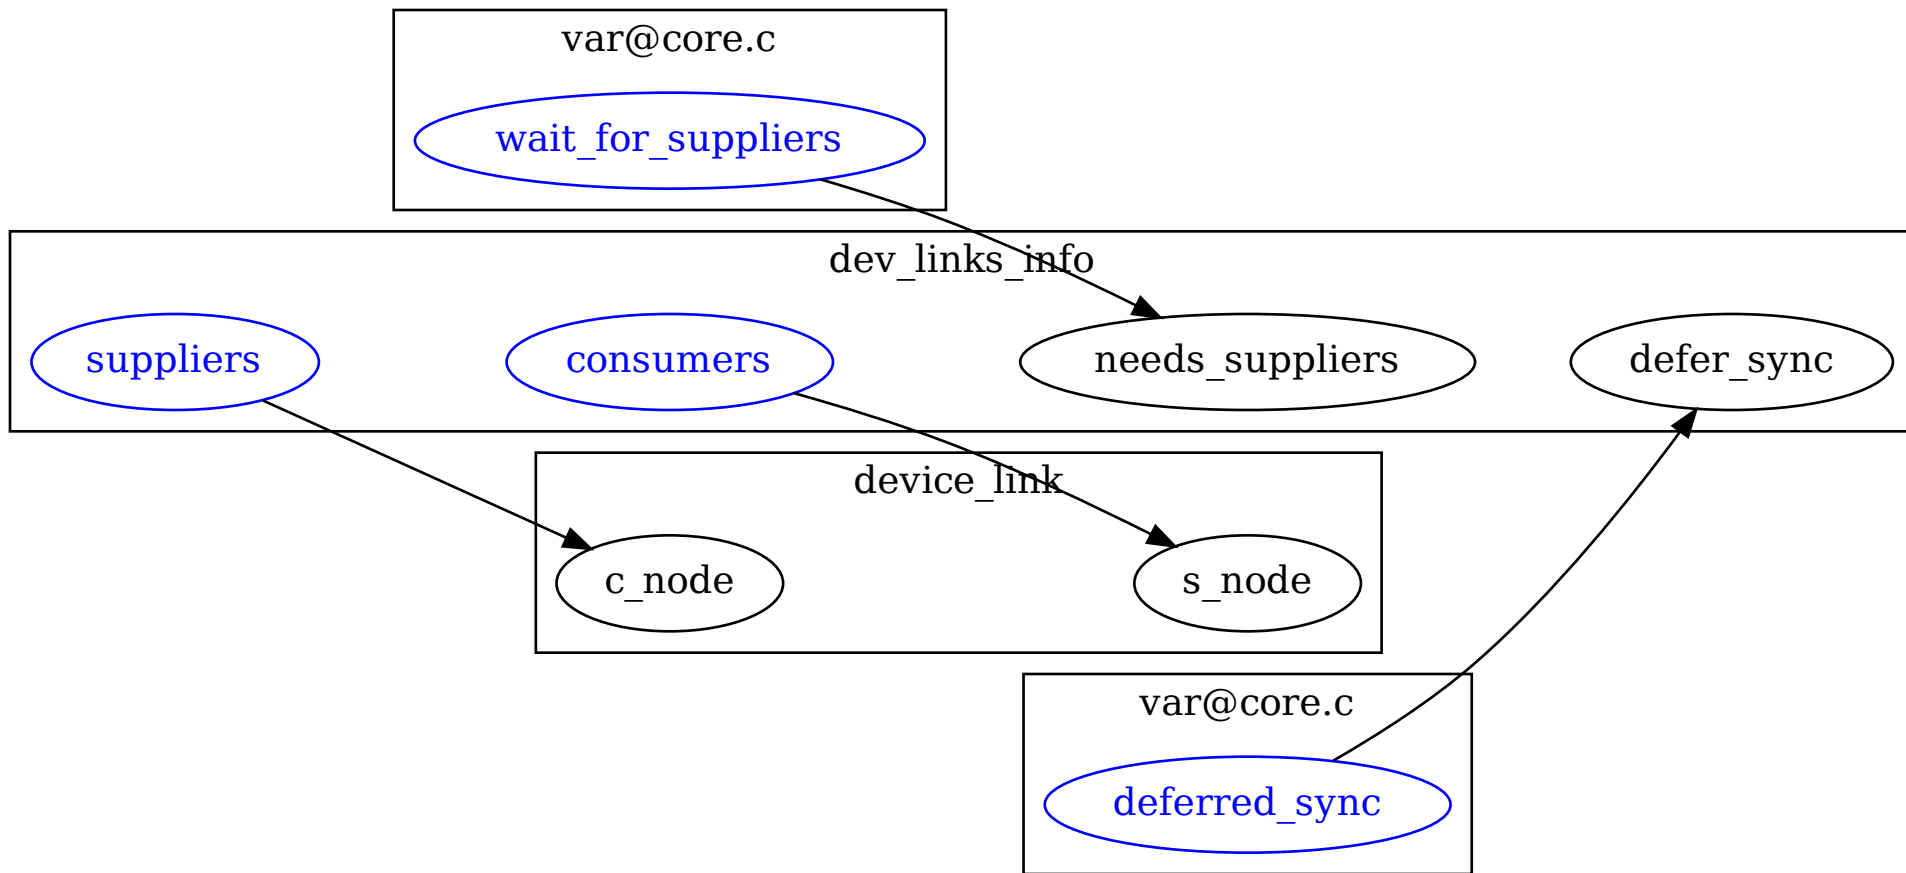 var@core.c
wait_for_suppliers
dev_links_info
suppliers
consumers
needs_suppliers
defer_sync
device_link
c_node
s_node
var@core.c
deferred_sync